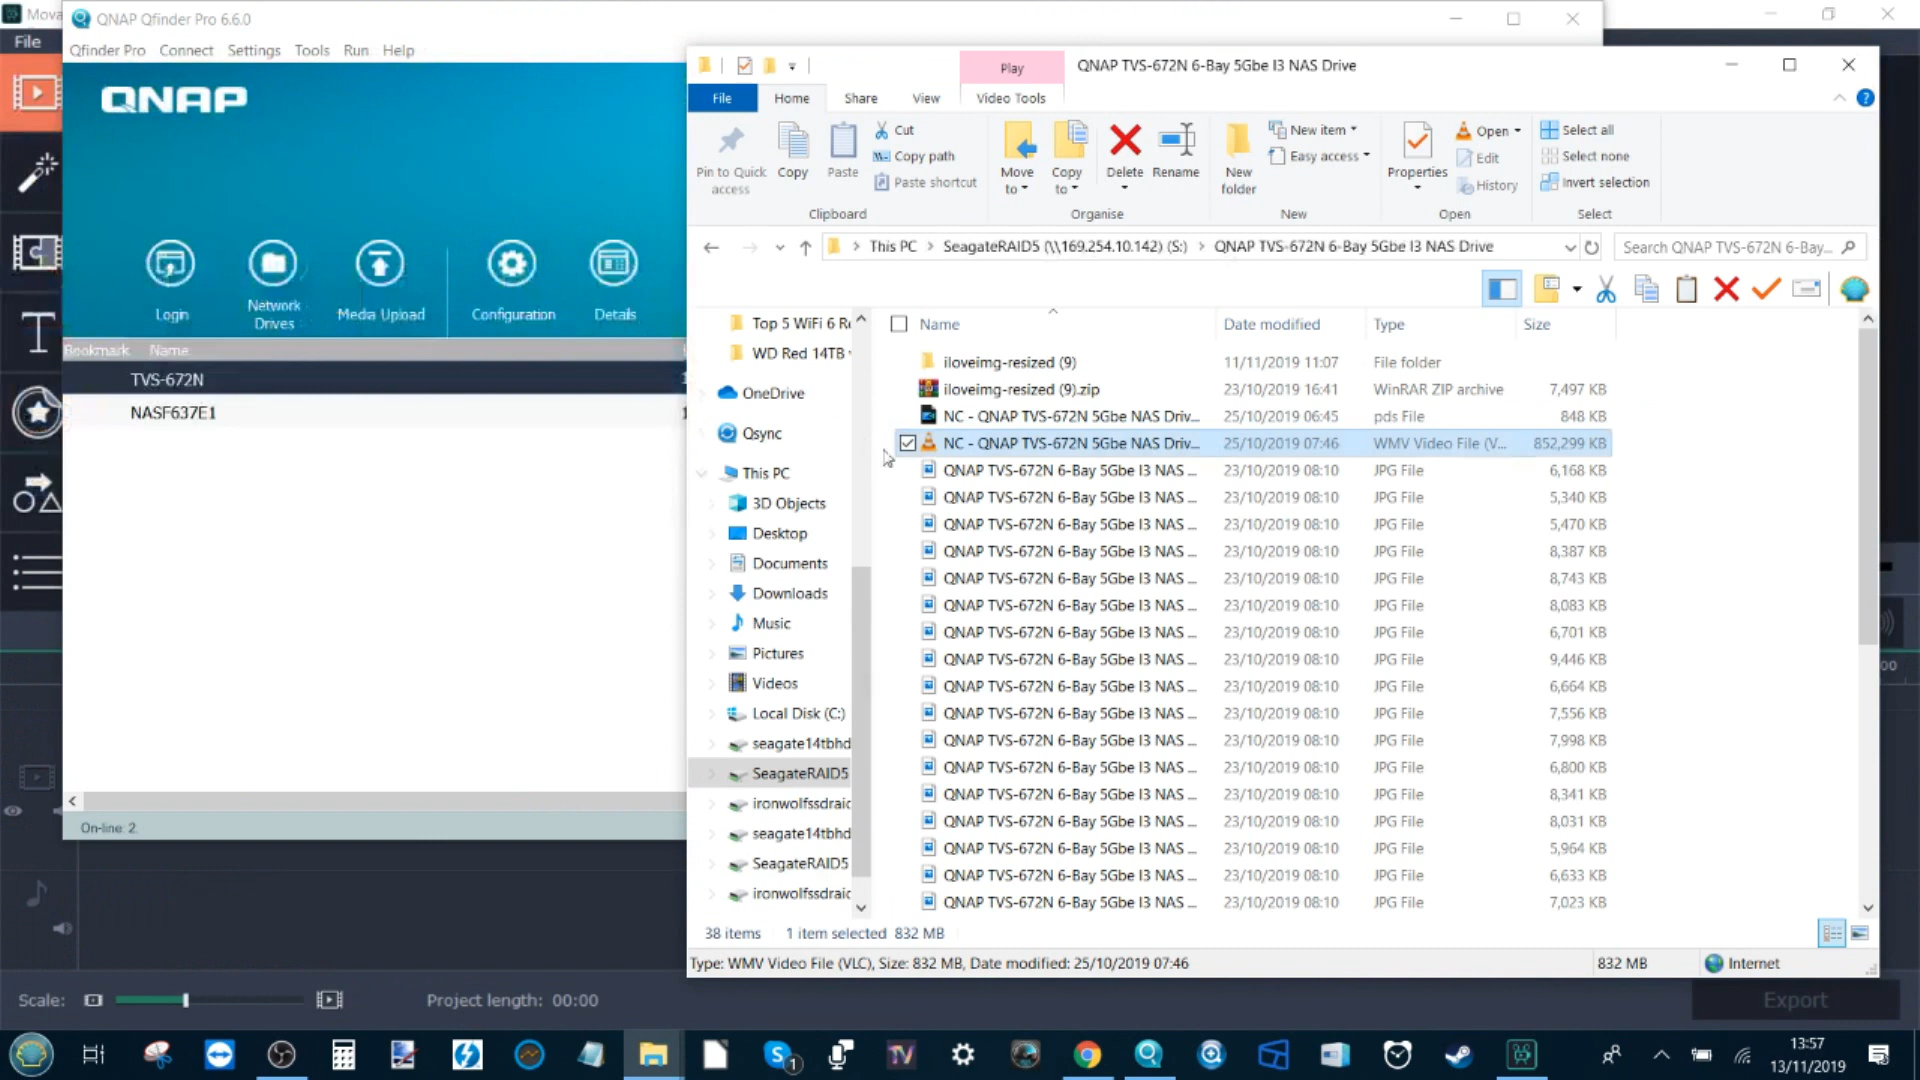 Mova
File
QNAP Qfinder Pro 6.6.0
Qfinder Pro Connect Settings Tools Run Help
QNAP
Login
Network Drives
Media Upload
Configuration
Details
Bookmark Name
TVS-672N
NASF637E1
On-line: 2
Play
QNAP TVS-672N 6-Bay 5Gbe I3 NAS Drive
File Home Share View Video Tools
Pin to Quick access
Copy
Paste
Cut
Copy path
Paste shortcut
Clipboard
Move to
Copy to
Delete
Rename
Organise
New folder
New item
Easy access
New
Properties
Open
Edit
History
Open
Select all
Select none
Invert selection
Select
This PC > SeagateRAID5 (\\169.254.10.142) (S:) > QNAP TVS-672N 6-Bay 5Gbe I3 NAS Drive
Search QNAP TVS-672N 6-Bay...
Top 5 WiFi 6 Re
WD Red 14TB
OneDrive
Qsync
This PC
3D Objects
Desktop
Documents
Downloads
Music
Pictures
Videos
Local Disk (C:)
seagate14tbhd
SeagateRAID5
ironwolfssdraid
seagate14tbhd
SeagateRAID5
ironwolfssdraid
Name Date modified Type Size
iloveimg-resized (9) 11/11/2019 11:07 File folder
iloveimg-resized (9).zip 23/10/2019 16:41 WinRAR ZIP archive 7,497 KB
NC - QNAP TVS-672N 5Gbe NAS Driv... 25/10/2019 06:45 pds File 848 KB
NC - QNAP TVS-672N 5Gbe NAS Driv... 25/10/2019 07:46 WMV Video File (V... 852,299 KB
QNAP TVS-672N 6-Bay 5Gbe I3 NAS ... 23/10/2019 08:10 JPG File 6,168 KB
QNAP TVS-672N 6-Bay 5Gbe I3 NAS ... 23/10/2019 08:10 JPG File 5,340 KB
QNAP TVS-672N 6-Bay 5Gbe I3 NAS ... 23/10/2019 08:10 JPG File 5,470 KB
QNAP TVS-672N 6-Bay 5Gbe I3 NAS ... 23/10/2019 08:10 JPG File 8,387 KB
QNAP TVS-672N 6-Bay 5Gbe I3 NAS ... 23/10/2019 08:10 JPG File 8,743 KB
QNAP TVS-672N 6-Bay 5Gbe I3 NAS ... 23/10/2019 08:10 JPG File 8,083 KB
QNAP TVS-672N 6-Bay 5Gbe I3 NAS ... 23/10/2019 08:10 JPG File 6,701 KB
QNAP TVS-672N 6-Bay 5Gbe I3 NAS ... 23/10/2019 08:10 JPG File 9,446 KB
QNAP TVS-672N 6-Bay 5Gbe I3 NAS ... 23/10/2019 08:10 JPG File 6,664 KB
QNAP TVS-672N 6-Bay 5Gbe I3 NAS ... 23/10/2019 08:10 JPG File 7,556 KB
QNAP TVS-672N 6-Bay 5Gbe I3 NAS ... 23/10/2019 08:10 JPG File 7,998 KB
QNAP TVS-672N 6-Bay 5Gbe I3 NAS ... 23/10/2019 08:10 JPG File 6,800 KB
QNAP TVS-672N 6-Bay 5Gbe I3 NAS ... 23/10/2019 08:10 JPG File 8,341 KB
QNAP TVS-672N 6-Bay 5Gbe I3 NAS ... 23/10/2019 08:10 JPG File 8,031 KB
QNAP TVS-672N 6-Bay 5Gbe I3 NAS ... 23/10/2019 08:10 JPG File 5,964 KB
QNAP TVS-672N 6-Bay 5Gbe I3 NAS ... 23/10/2019 08:10 JPG File 6,633 KB
QNAP TVS-672N 6-Bay 5Gbe I3 NAS ... 23/10/2019 08:10 JPG File 7,023 KB
38 items 1 item selected 832 MB
Type: WMV Video File (VLC), Size: 832 MB, Date modified: 25/10/2019 07:46 832 MB Internet
Scale: Project length: 00:00 Export
13:57
13/11/2019